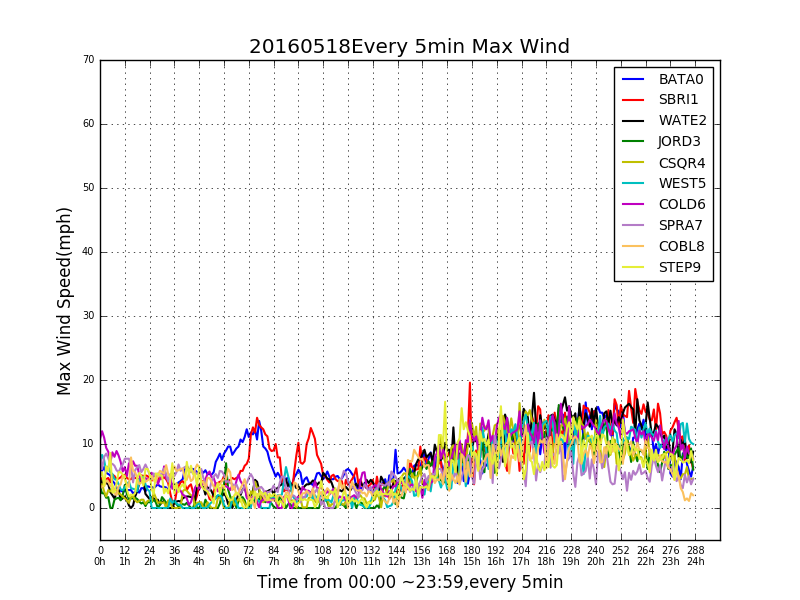 20160518Every 5min Max Wind
70
60
50
40
30
20
10
0
Max Wind Speed(mph)
BATA0
SBRI1
WATE2
JORD3
CSQR4
WEST5
COLD6
SPRA7
COBL8
STEP9
0 12 24 36 48 60 72 84 96 108 120 132 144 156 168 180 192 204 216 228 240 252 264 276 288
0h 1h 2h 3h 4h 5h 6h 7h 8h 9h 10h 11h 12h 13h 14h 15h 16h 17h 18h 19h 20h 21h 22h 23h 24h
Time from 00:00 ~23:59,every 5min